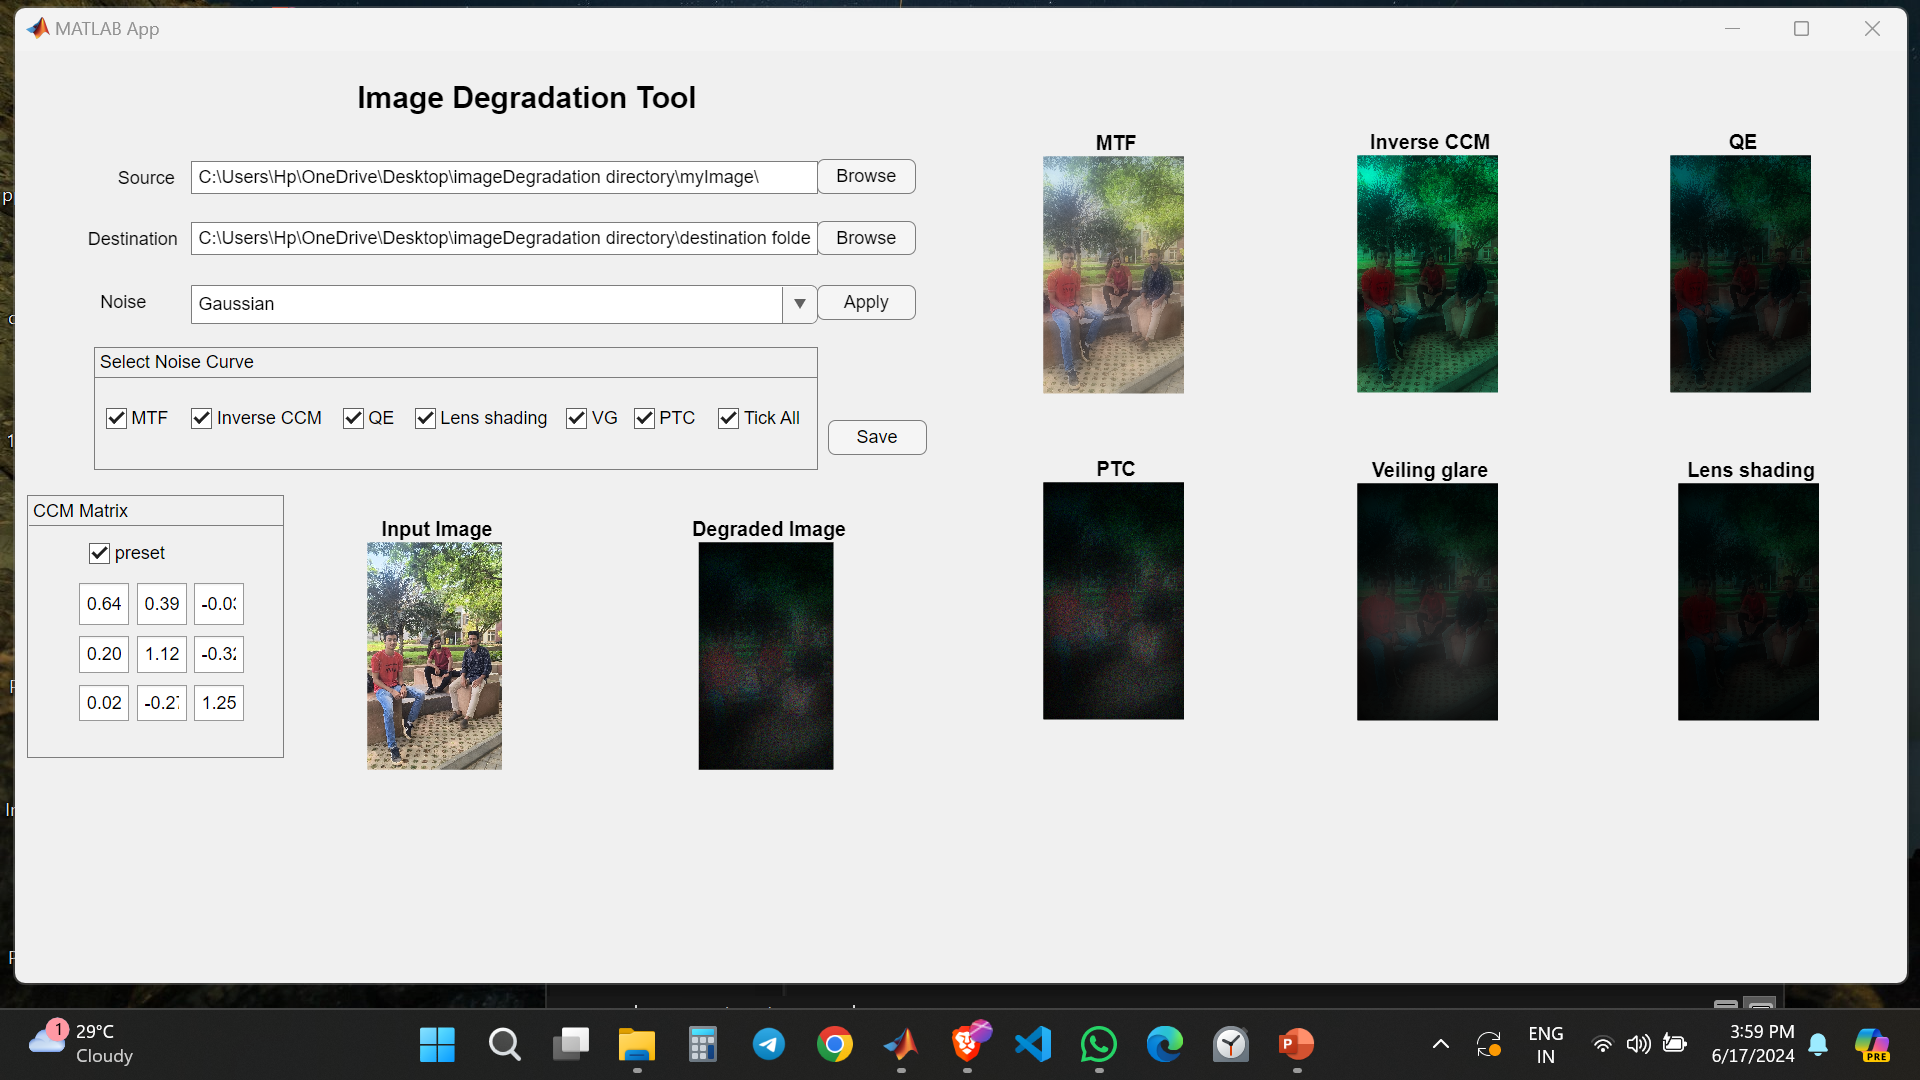 MATLAB App
Image Degradation Tool
Source C:\Users\Hp\OneDrive\Desktop\imageDegradation directory\myImage\ Browse
Destination C:\Users\Hp\OneDrive\Desktop\imageDegradation directory\destination folde Browse
Noise Gaussian Apply
Select Noise Curve
MTF Inverse CCM QE Lens shading VG PTC Tick All
Save
CCM Matrix
preset
0.64 0.39
0.20 1.12
0.02 1.25
Input Image Degraded Image
MTF Inverse CCM QE
PTC Veiling glare Lens shading
1
29°C
Cloudy
P
ENG
IN
3:59 PM
6/17/2024
PRE